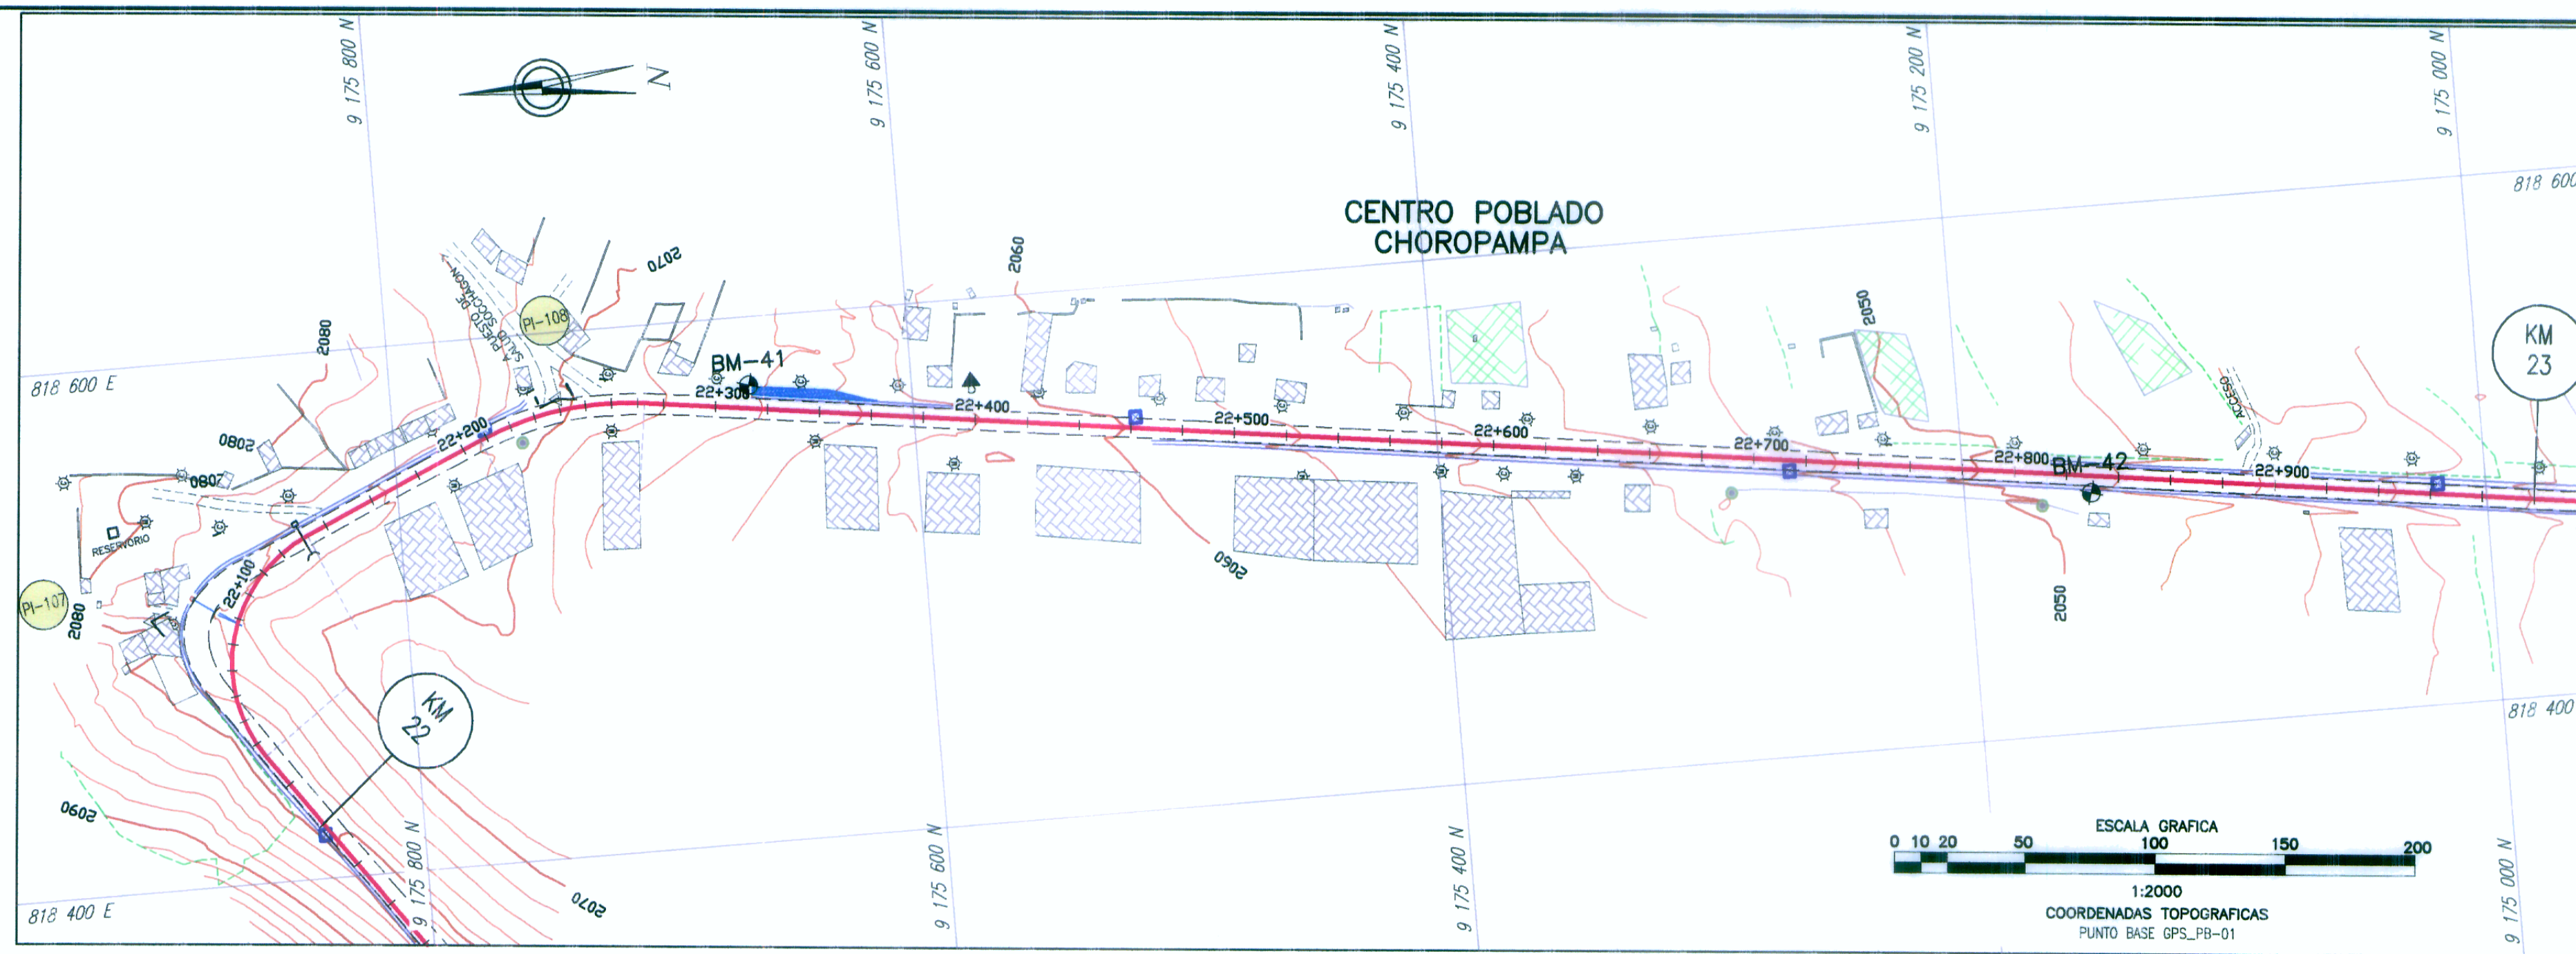 9 175 800 N
9 175 600 N
9 175 400 N
9 175 200 N
9 175 000 N
N
818 600
CENTRO POBLADO
CHOROPAMPA
2060
2070
A PUESTO DE
SALUD
SOCHAGON
PI-108
2050
2080
KM
23
BM-41
818 600 E
22+300
22+400
22+500
22+600
22+700
22+800
BM-42
22+900
ACCESO
22+200
2080
2080
RESERVORIO
22+100
PI-107
2080
2060
2050
KM
22
818 400
2090
9 175 800 N
9 175 600 N
9 175 400 N
9 175 000 N
2070
818 400 E
ESCALA GRAFICA
0 10 20 50 100 150 200
1:2000
COORDENADAS TOPOGRAFICAS
PUNTO BASE GPS_PB-01